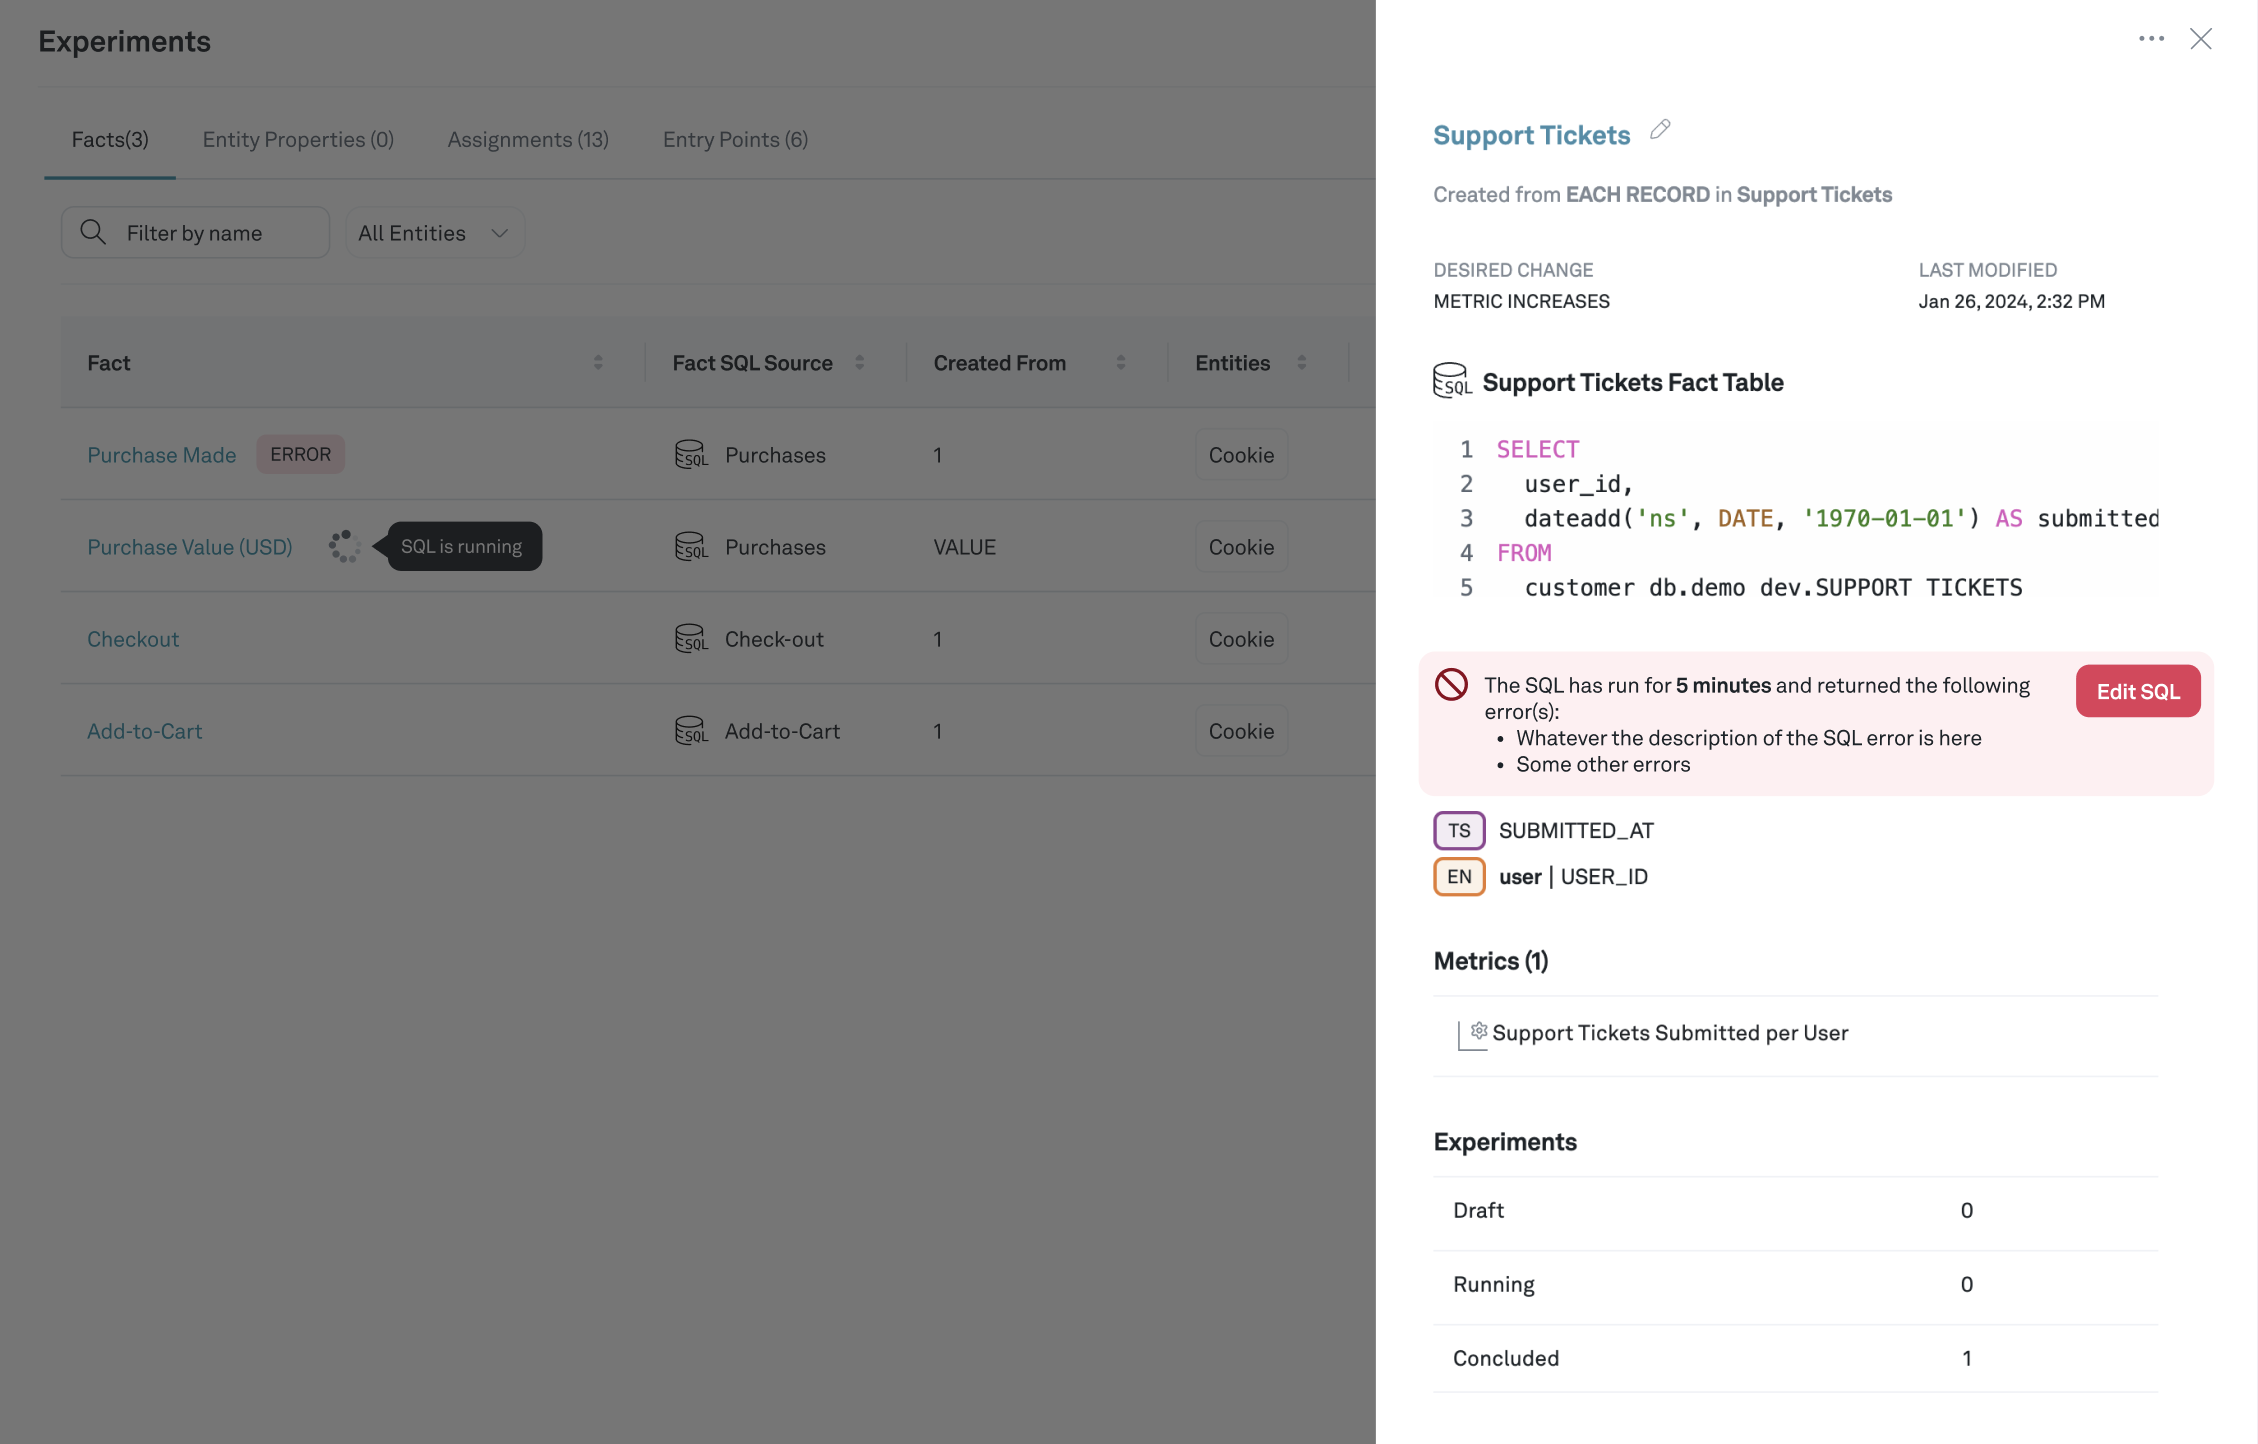 Experiments
Facts(3) Entity Properties (0) Assignments (13) Entry Points (6)
Filter by name All Entities
Fact Fact SQL Source Created From Entities
Purchase Made ERROR SQL Purchases 1 Cookie
Purchase Value (USD) SQL is running SQL Purchases VALUE Cookie
Checkout SQL Check-out 1 Cookie
Add-to-Cart SQL Add-to-Cart 1 Cookie
Support Tickets
Created from EACH RECORD in Support Tickets
DESIRED CHANGE LAST MODIFIED
METRIC INCREASES Jan 26, 2024, 2:32 PM
SQL Support Tickets Fact Table
1 SELECT
2 user_id,
3 dateadd('ns', DATE, '1970-01-01') AS submitted
4 FROM
5 customer db.demo dev.SUPPORT TICKETS
The SQL has run for 5 minutes and returned the following
error(s):
• Whatever the description of the SQL error is here
• Some other errors
Edit SQL
TS SUBMITTED_AT
EN user | USER_ID
Metrics (1)
Support Tickets Submitted per User
Experiments
Draft 0
Running 0
Concluded 1